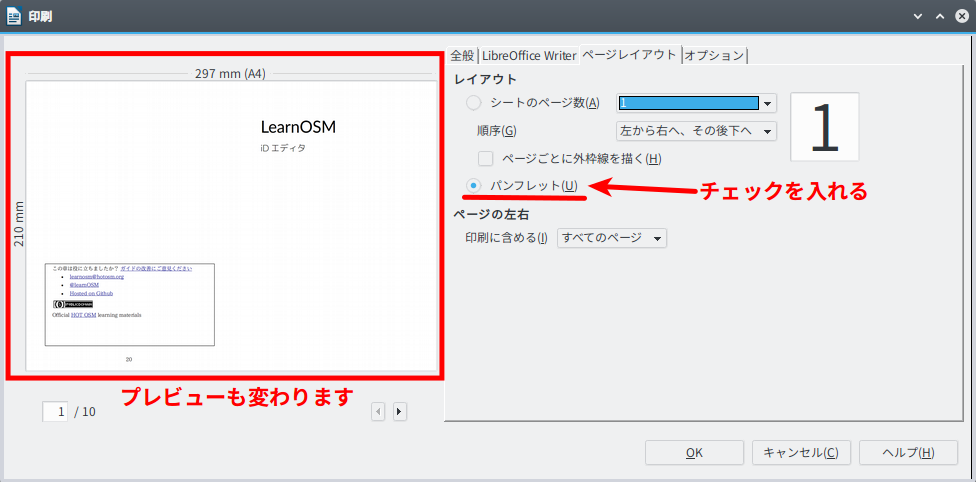 印刷
全般
LibreOffice Writer
ページレイアウト
オプション
297 mm (A4)
210 mm
LearnOSM
iD エディタ
この章は役に立ちましたか? ガイドの改善にご意見ください
• learnosm@hotosm.org
• @learnOSM
• Hosted on Github
PUBLIC DOMAIN
Official HOT OSM learning materials
20
プレビューも変わります
1 / 10
レイアウト
シートのページ数(A)
1
順序(G)
左から右へ、その後下へ
ページごとに外枠線を描く(H)
パンフレット(U)
チェックを入れる
1
ページの左右
印刷に含める(I)
すべてのページ
OK
キャンセル(C)
ヘルプ(H)